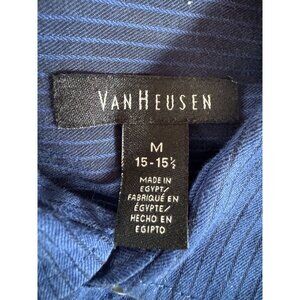 VANHEUSEN
M
15-15½
MADE IN
EGYPT/
FABRIQUÉ EN
ÉGYPTE/
HECHO EN
EGIPTO